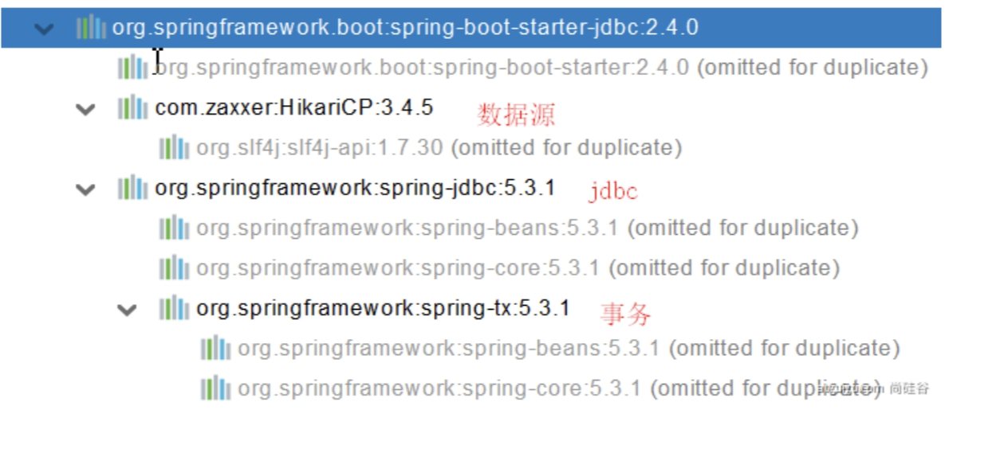 org.springframework.boot:spring-boot-starter-jdbc:2.4.0
org.springframework.boot:spring-boot-starter:2.4.0 (omitted for duplicate)
com.zaxxer:HikariCP:3.4.5 数据源
org.slf4j:slf4j-api:1.7.30 (omitted for duplicate)
org.springframework:spring-jdbc:5.3.1 jdbc
org.springframework:spring-beans:5.3.1 (omitted for duplicate)
org.springframework:spring-core:5.3.1 (omitted for duplicate)
org.springframework:spring-tx:5.3.1 事务
org.springframework:spring-beans:5.3.1 (omitted for duplicate)
org.springframework:spring-core:5.3.1 (omitted for duplicate) 尚硅谷